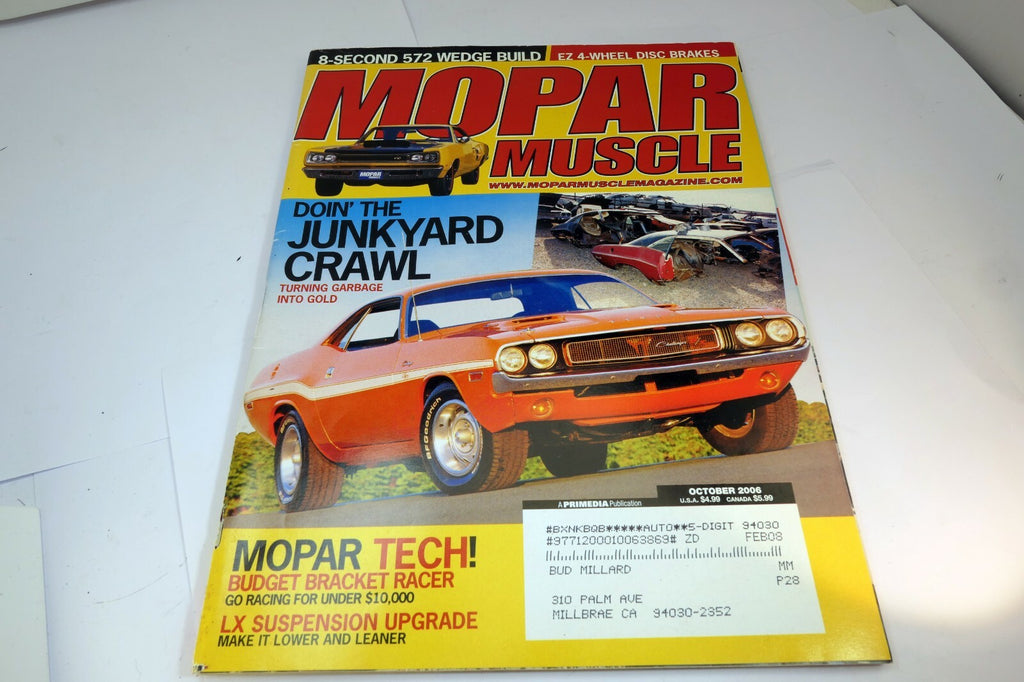 8-SECOND 572 WEDGE BUILD
EZ 4-WHEEL DISC BRAKES
MOPAR
MUSCLE
MOPAR
WWW.MOPARMUSCLEMAGAZINE.COM
DOIN' THE
JUNKYARD
CRAWL
TURNING GARBAGE
INTO GOLD
BFGoodrich
OCTOBER 2006
A PRIMEDIA Publication
U.S.A. $4.99 CANADA $5.99
#BXNKBQB*****AUTO**5-DIGIT 94030
#9771200010063869# ZD FEB08
BUD MILLARD MM
P28
310 PALM AVE
MILLBRAE CA 94030-2352
MOPAR TECH!
BUDGET BRACKET RACER
GO RACING FOR UNDER $10,000
LX SUSPENSION UPGRADE
MAKE IT LOWER AND LEANER